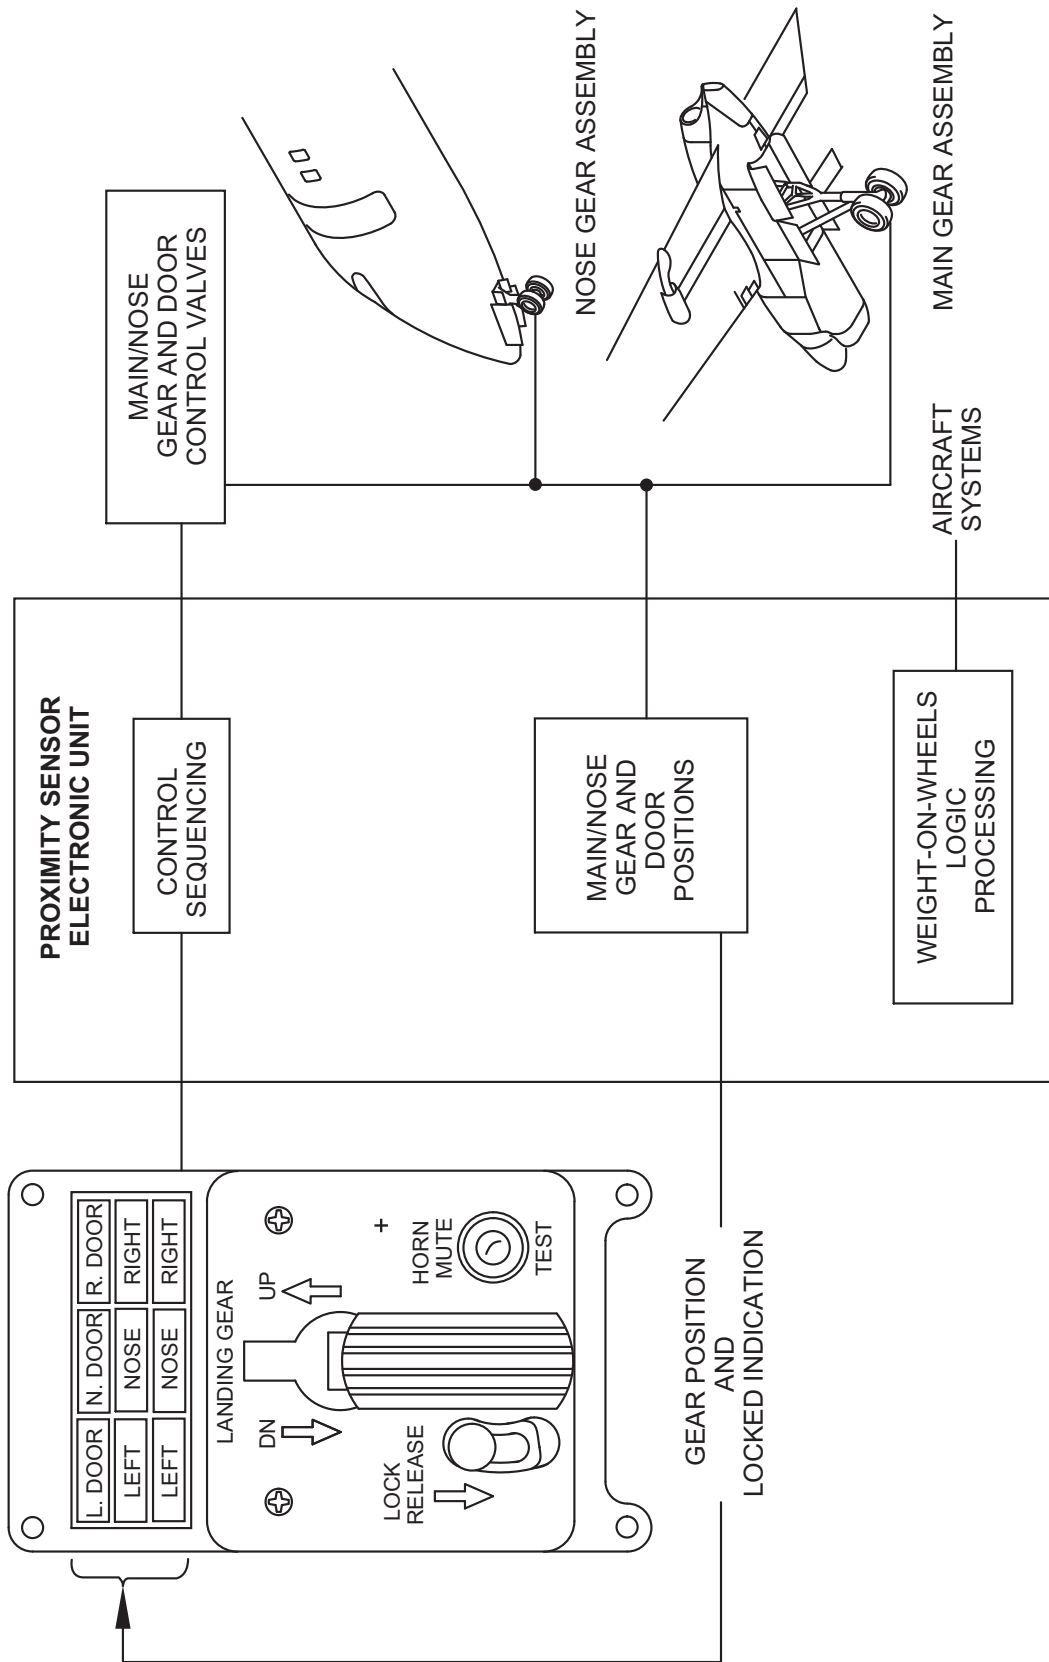 L. DOOR
N. DOOR
R. DOOR
LEFT
NOSE
RIGHT
LEFT
NOSE
RIGHT
LANDING GEAR
DN
UP
LOCK
RELEASE
HORN
MUTE
TEST
+
GEAR POSITION
AND
LOCKED INDICATION
PROXIMITY SENSOR
ELECTRONIC UNIT
CONTROL
SEQUENCING
MAIN/NOSE
GEAR AND
DOOR
POSITIONS
WEIGHT-ON-WHEELS
LOGIC
PROCESSING
MAIN/NOSE
GEAR AND DOOR
CONTROL VALVES
NOSE GEAR ASSEMBLY
MAIN GEAR ASSEMBLY
AIRCRAFT
SYSTEMS